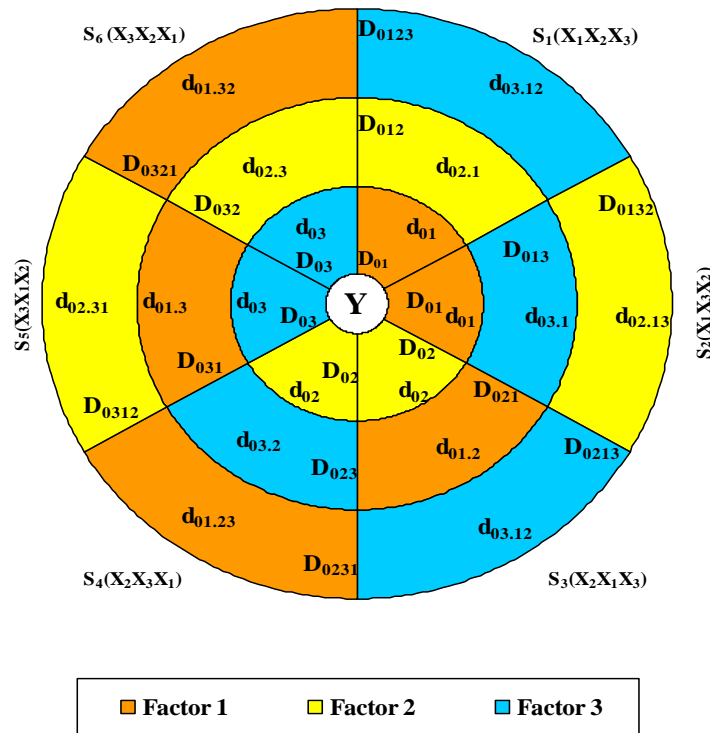 S₆ (X₃X₂X₁)
D₀₁₂₃
S₁(X₁X₂X₃)
d₀₁.₃₂
d₀₃.₁₂
D₀₁₂
D₀₃₂₁
d₀₂.₃
d₀₂.₁
D₀₃₂
D₀₁₃₂
d₀₃
d₀₁
D₀₁₃
D₀₃
D₀₁
S₅(X₃X₁X₂)
d₀₂.₃₁
d₀₁.₃
d₀₃
D₀₃
Y
D₀₁
d₀₁
d₀₃.₁
d₀₂.₁₃
S₂(X₁X₃X₂)
D₀₃₁
D₀₂
D₀₂
d₀₂
d₀₂
D₀₂₁
D₀₃₁₂
d₀₃.₂
D₀₂₃
d₀₁.₂
D₀₂₁₃
d₀₁.₂₃
d₀₃.₁₂
D₀₂₃₁
S₄(X₂X₃X₁)
S₃(X₂X₁X₃)
Factor 1 Factor 2 Factor 3